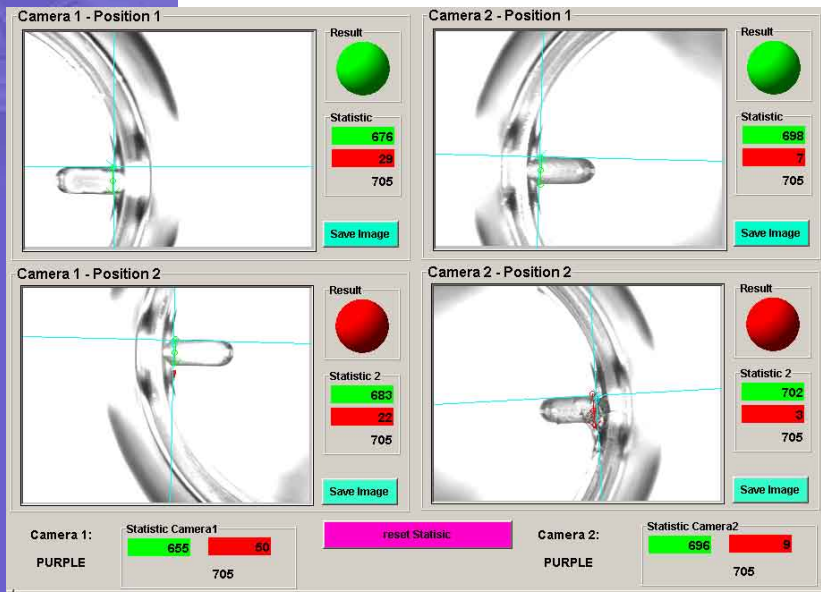 Camera 1 - Position 1
Result
Statistic
676
29
705
Save Image
Camera 2 - Position 1
Result
Statistic
698
7
705
Save Image
Camera 1 - Position 2
Result
Statistic 2
683
22
705
Save Image
Camera 2 - Position 2
Result
Statistic 2
702
3
705
Save Image
Camera 1:
PURPLE
Statistic Camera1
655 50
705
reset Statisic
Camera 2:
PURPLE
Statistic Camera2
696 9
705